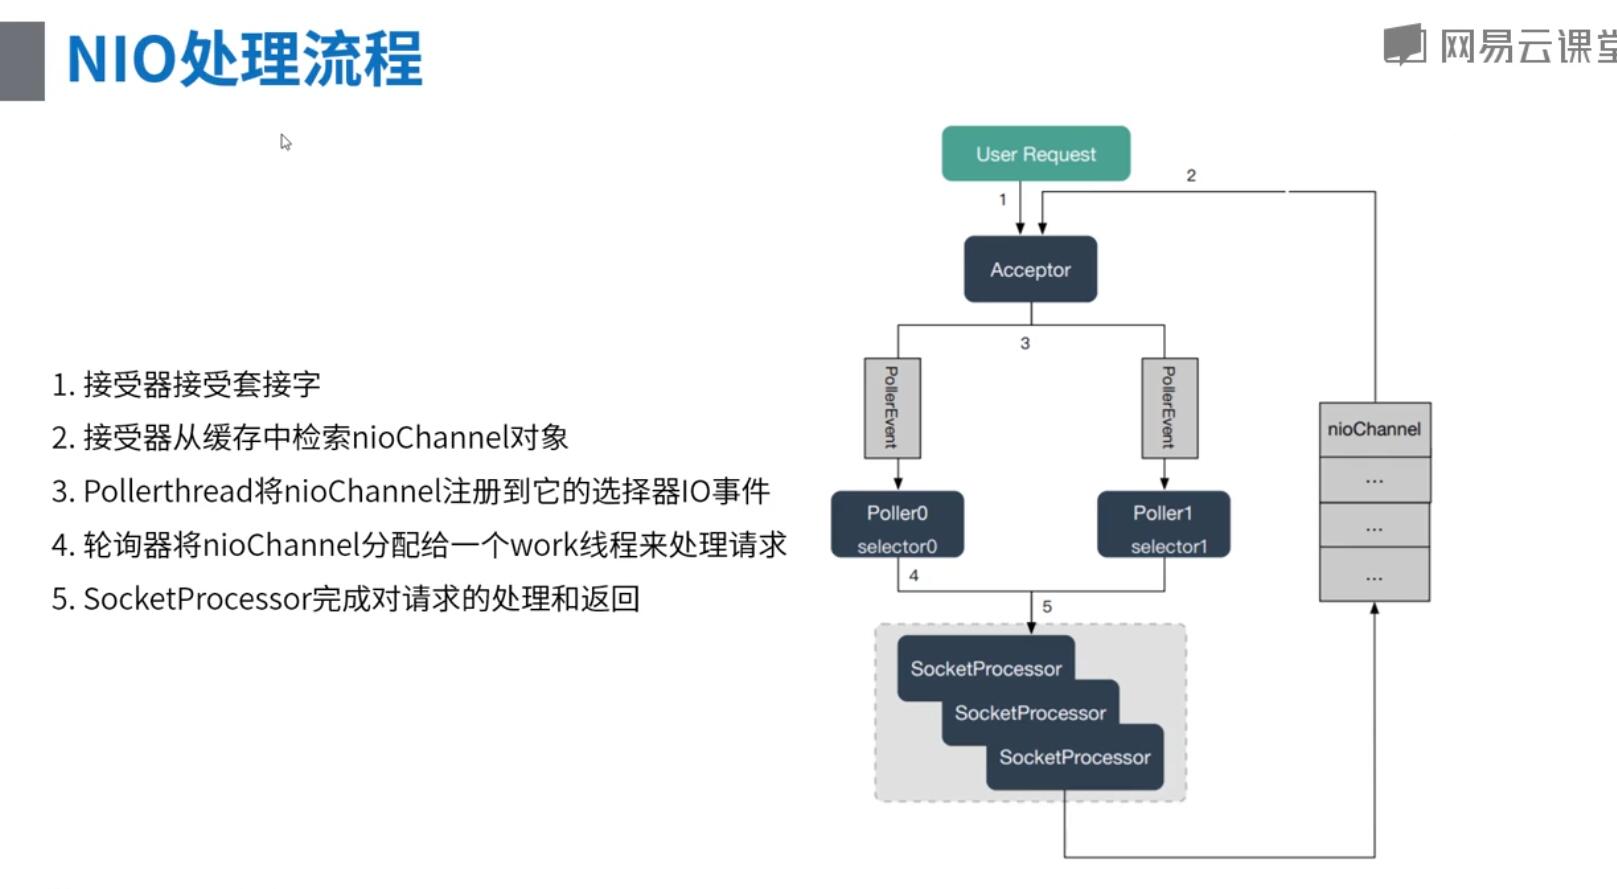 NIO处理流程
网易云课堂
User Request
1
2
Acceptor
3
PollerEvent
PollerEvent
nioChannel
...
...
...
Poller0
selector0
Poller1
selector1
4
5
SocketProcessor
SocketProcessor
SocketProcessor
1. 接受器接受套接字
2. 接受器从缓存中检索nioChannel对象
3. Pollerthread将nioChannel注册到它的选择器IO事件
4. 轮询器将nioChannel分配给一个work线程来处理请求
5. SocketProcessor完成对请求的处理和返回